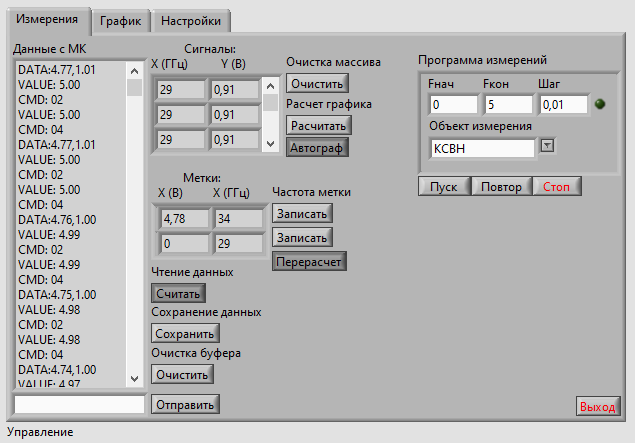 Измерения График Настройки
Данные с МК
DATA:4.77,1.01
VALUE: 5.00
CMD: 02
VALUE: 5.00
CMD: 04
DATA:4.77,1.01
VALUE: 5.00
CMD: 02
VALUE: 5.00
CMD: 04
DATA:4.76,1.00
VALUE: 4.99
CMD: 02
VALUE: 4.99
CMD: 04
DATA:4.75,1.00
VALUE: 4.98
CMD: 02
VALUE: 4.98
CMD: 04
DATA:4.74,1.00
VALUE: 4.97
Сигналы:
X (ГГц) Y (В)
29 0,91
29 0,91
29 0,91
Очистка массива
Очистить
Расчет графика
Расчитать
Автограф
Метки:
X (В) X (ГГц)
4,78 34
0 29
Частота метки
Записать
Записать
Перерасчет
Чтение данных
Считать
Сохранение данных
Сохранить
Очистка буфера
Очистить
Отправить
Программа измерений
Fнач Fкон Шаг
0 5 0,01
Объект измерения
КСВН
Пуск Повтор Стоп
Выход
Управление